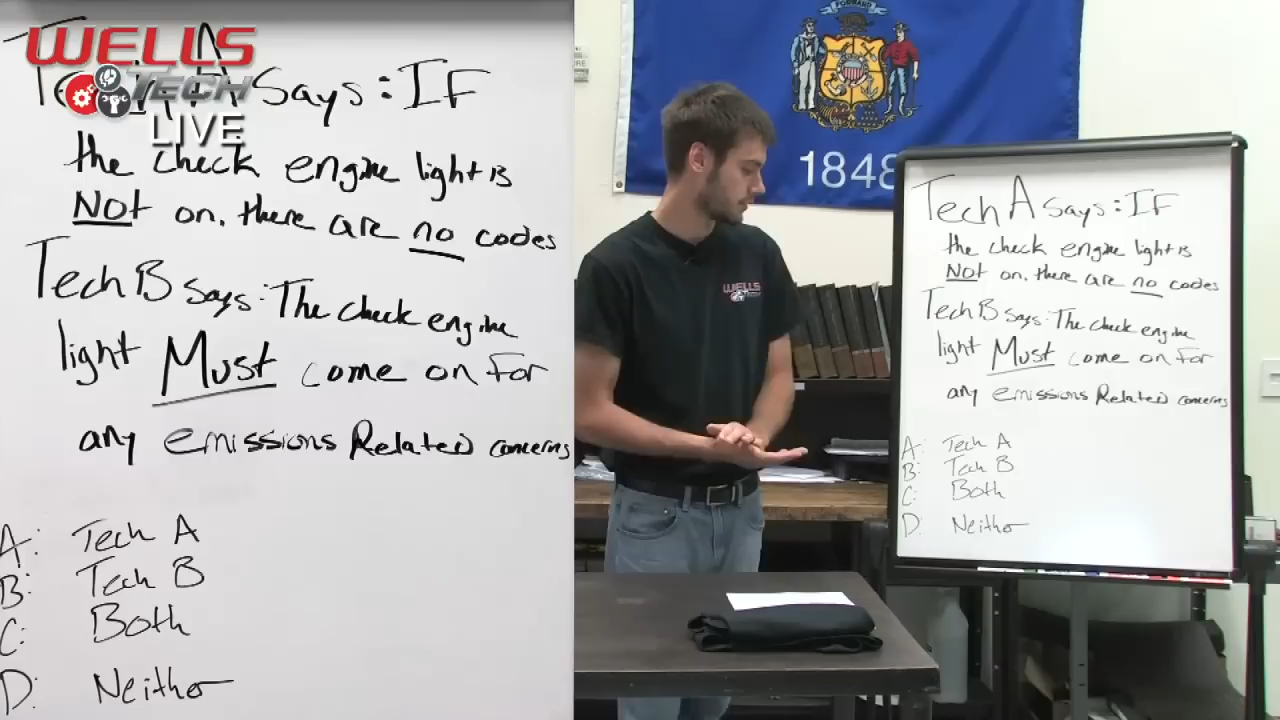 WELLS
TECH
LIVE
Tech A Says: IF
the check engine light is
Not on, there are no codes
Tech B says: The check engine
light Must come on For
any emissions Related concerns
A: Tech A
B: Tech B
C: Both
D: Neither
FORWARD
1848
WELLS
Tech A Says: IF
the check engine light is
Not on, there are no codes
Tech B says: The check engine
light Must come on For
any emissions Related concerns
A: Tech A
B: Tech B
C: Both
D: Neither